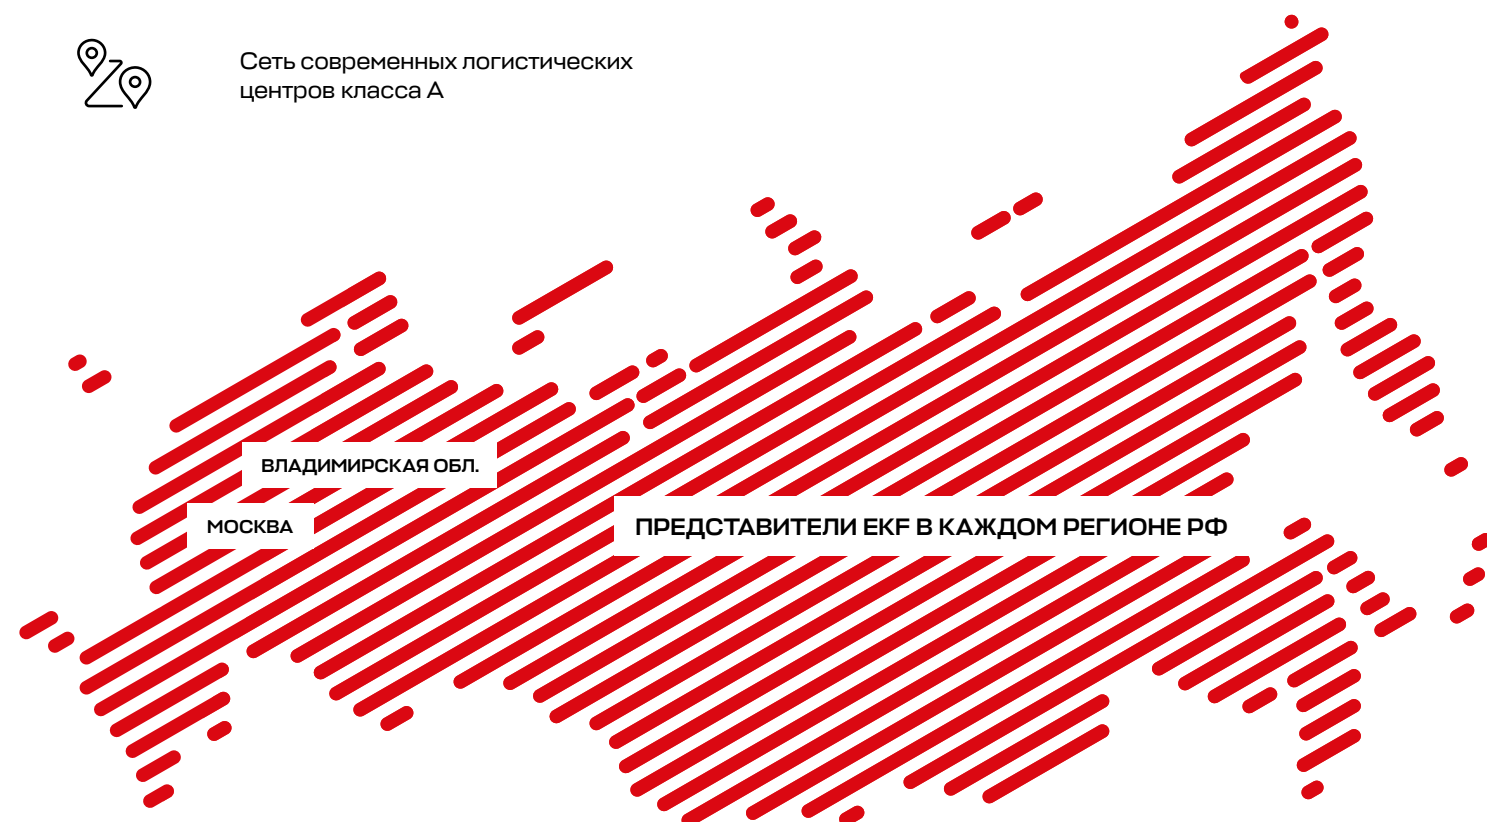 Сеть современных логистических
центров класса А
ВЛАДИМИРСКАЯ ОБЛ.
МОСКВА
ПРЕДСТАВИТЕЛИ EKF В КАЖДОМ РЕГИОНЕ РФ